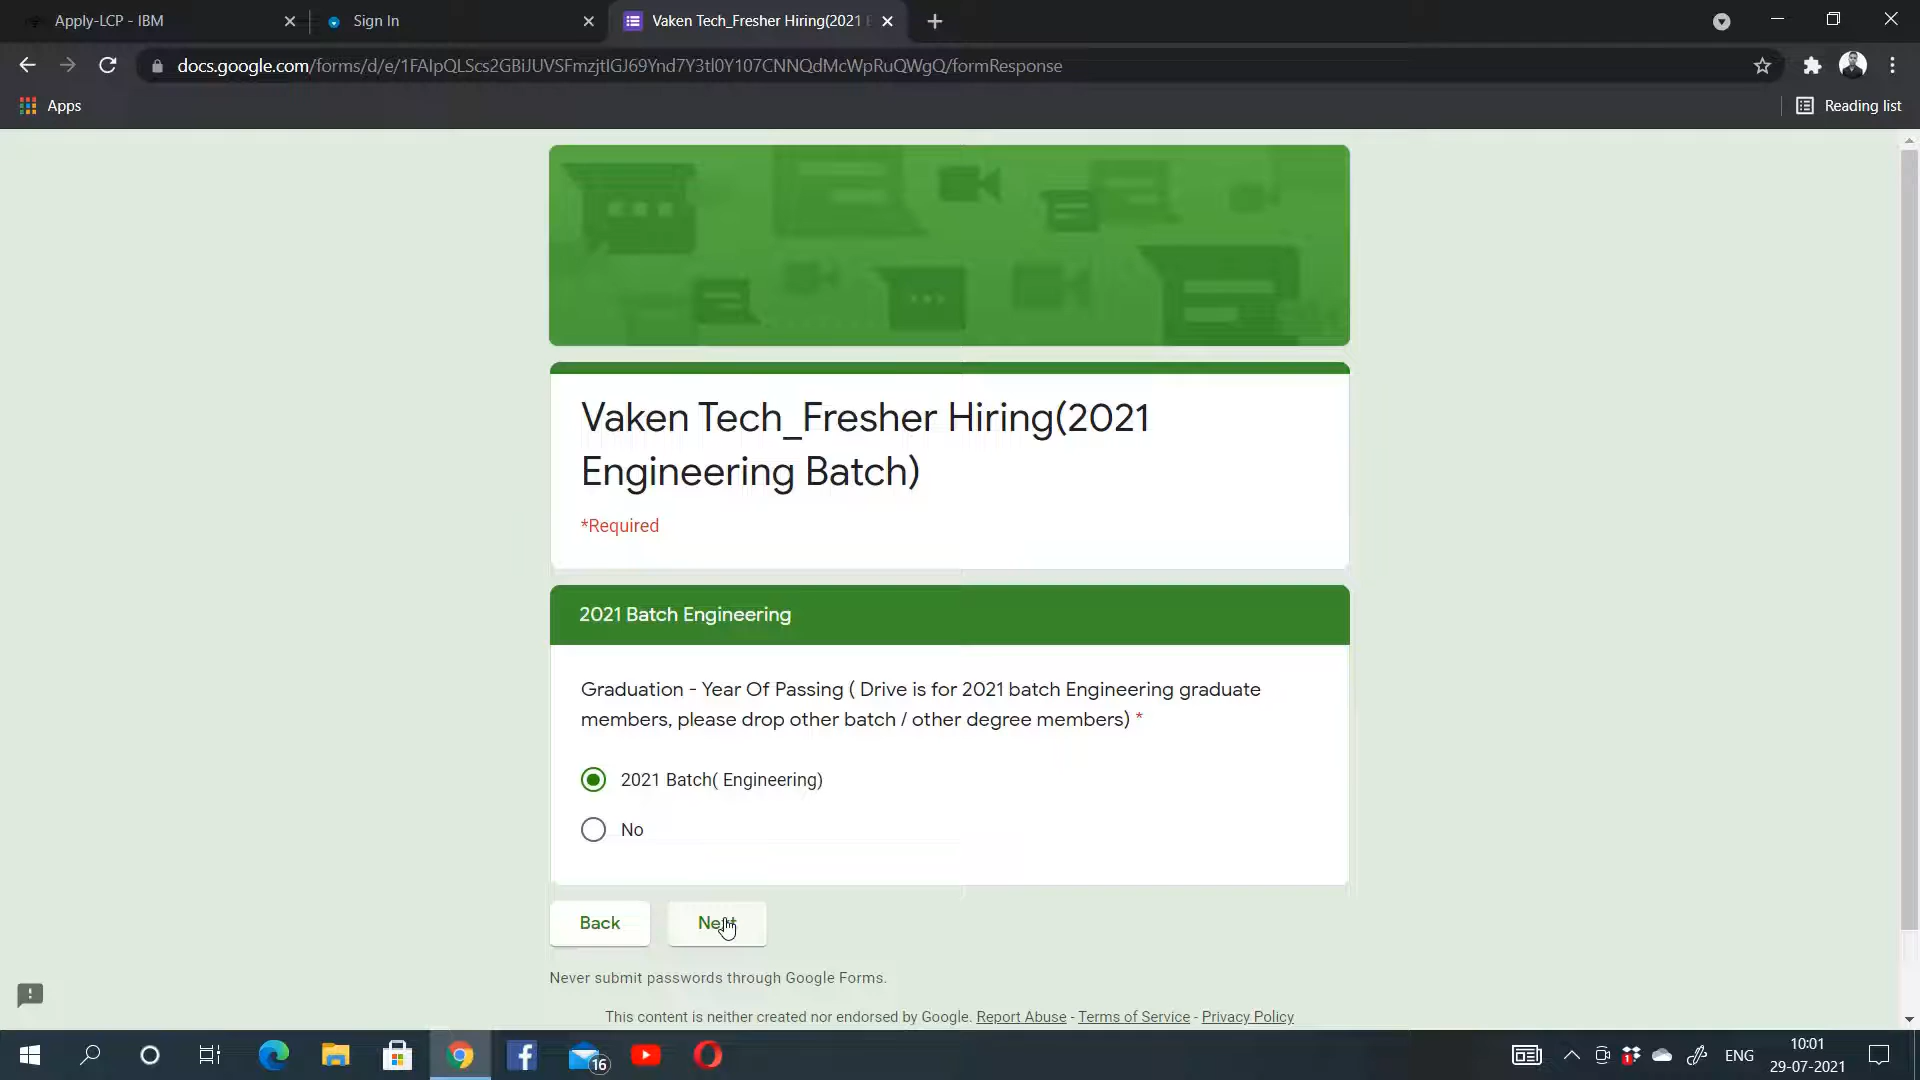 Apply-LCP - IBM
Sign In
Vaken Tech_Fresher Hiring(2021 E
docs.google.com/forms/d/e/1FAIpQLScs2GBiJUVSFmzjtIGJ69Ynd7Y3tl0Y107CNNQdMcWpRuQWgQ/formResponse
Apps
Reading list
Vaken Tech_Fresher Hiring(2021
Engineering Batch)
*Required
2021 Batch Engineering
Graduation - Year Of Passing ( Drive is for 2021 batch Engineering graduate
members, please drop other batch / other degree members) *
2021 Batch( Engineering)
No
Back
Next
Never submit passwords through Google Forms.
This content is neither created nor endorsed by Google. Report Abuse - Terms of Service - Privacy Policy
16
1
ENG
10:01
29-07-2021